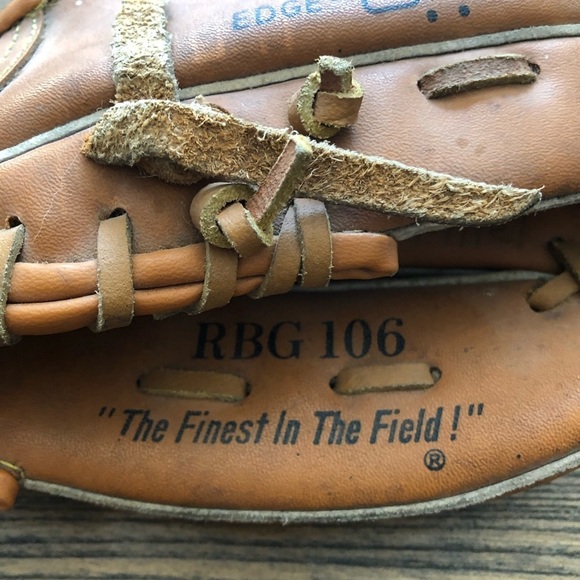 EDGE
RBG 106
"The Finest In The Field!"
®